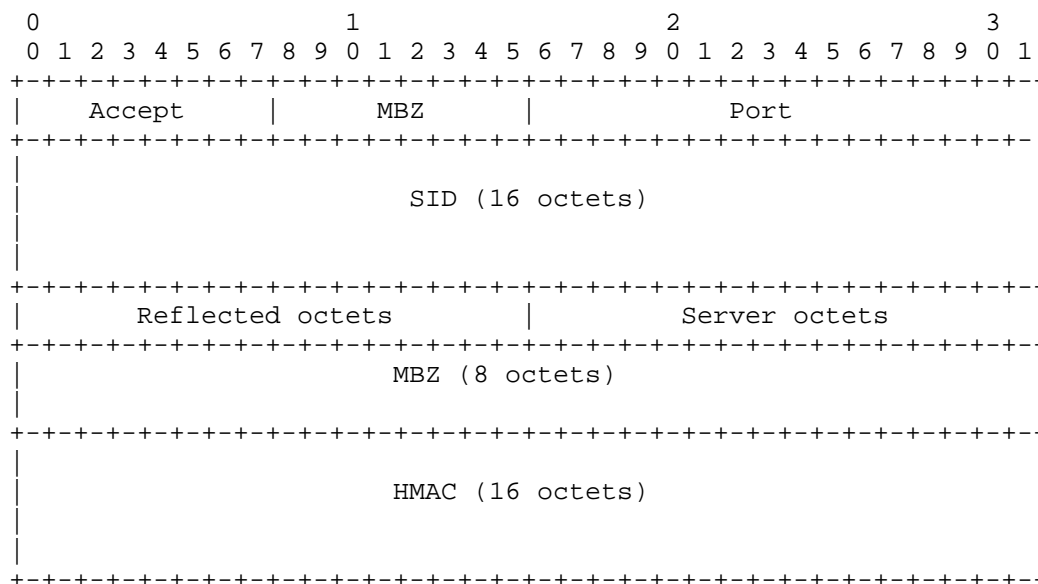 0                   1                   2                   3
0 1 2 3 4 5 6 7 8 9 0 1 2 3 4 5 6 7 8 9 0 1 2 3 4 5 6 7 8 9 0 1
+-+-+-+-+-+-+-+-+-+-+-+-+-+-+-+-+-+-+-+-+-+-+-+-+-+-+-+-+-+-+-+--
|    Accept     |      MBZ      |            Port
+-+-+-+-+-+-+-+-+-+-+-+-+-+-+-+-+-+-+-+-+-+-+-+-+-+-+-+-+-+-+-+-
|
|                        SID (16 octets)
|
|
+-+-+-+-+-+-+-+-+-+-+-+-+-+-+-+-+-+-+-+-+-+-+-+-+-+-+-+-+-+-+-+--
|       Reflected octets        |         Server octets
+-+-+-+-+-+-+-+-+-+-+-+-+-+-+-+-+-+-+-+-+-+-+-+-+-+-+-+-+-+-+-+--
|                       MBZ (8 octets)
|
+-+-+-+-+-+-+-+-+-+-+-+-+-+-+-+-+-+-+-+-+-+-+-+-+-+-+-+-+-+-+-+--
|
|                       HMAC (16 octets)
|
|
+-+-+-+-+-+-+-+-+-+-+-+-+-+-+-+-+-+-+-+-+-+-+-+-+-+-+-+-+-+-+-+--